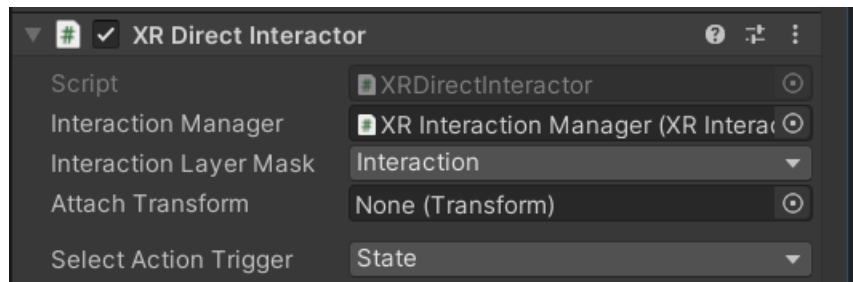 # XR Direct Interactor
Script #XRDirectInteractor
Interaction Manager #XR Interaction Manager (XR Interac
Interaction Layer Mask Interaction
Attach Transform None (Transform)
Select Action Trigger State